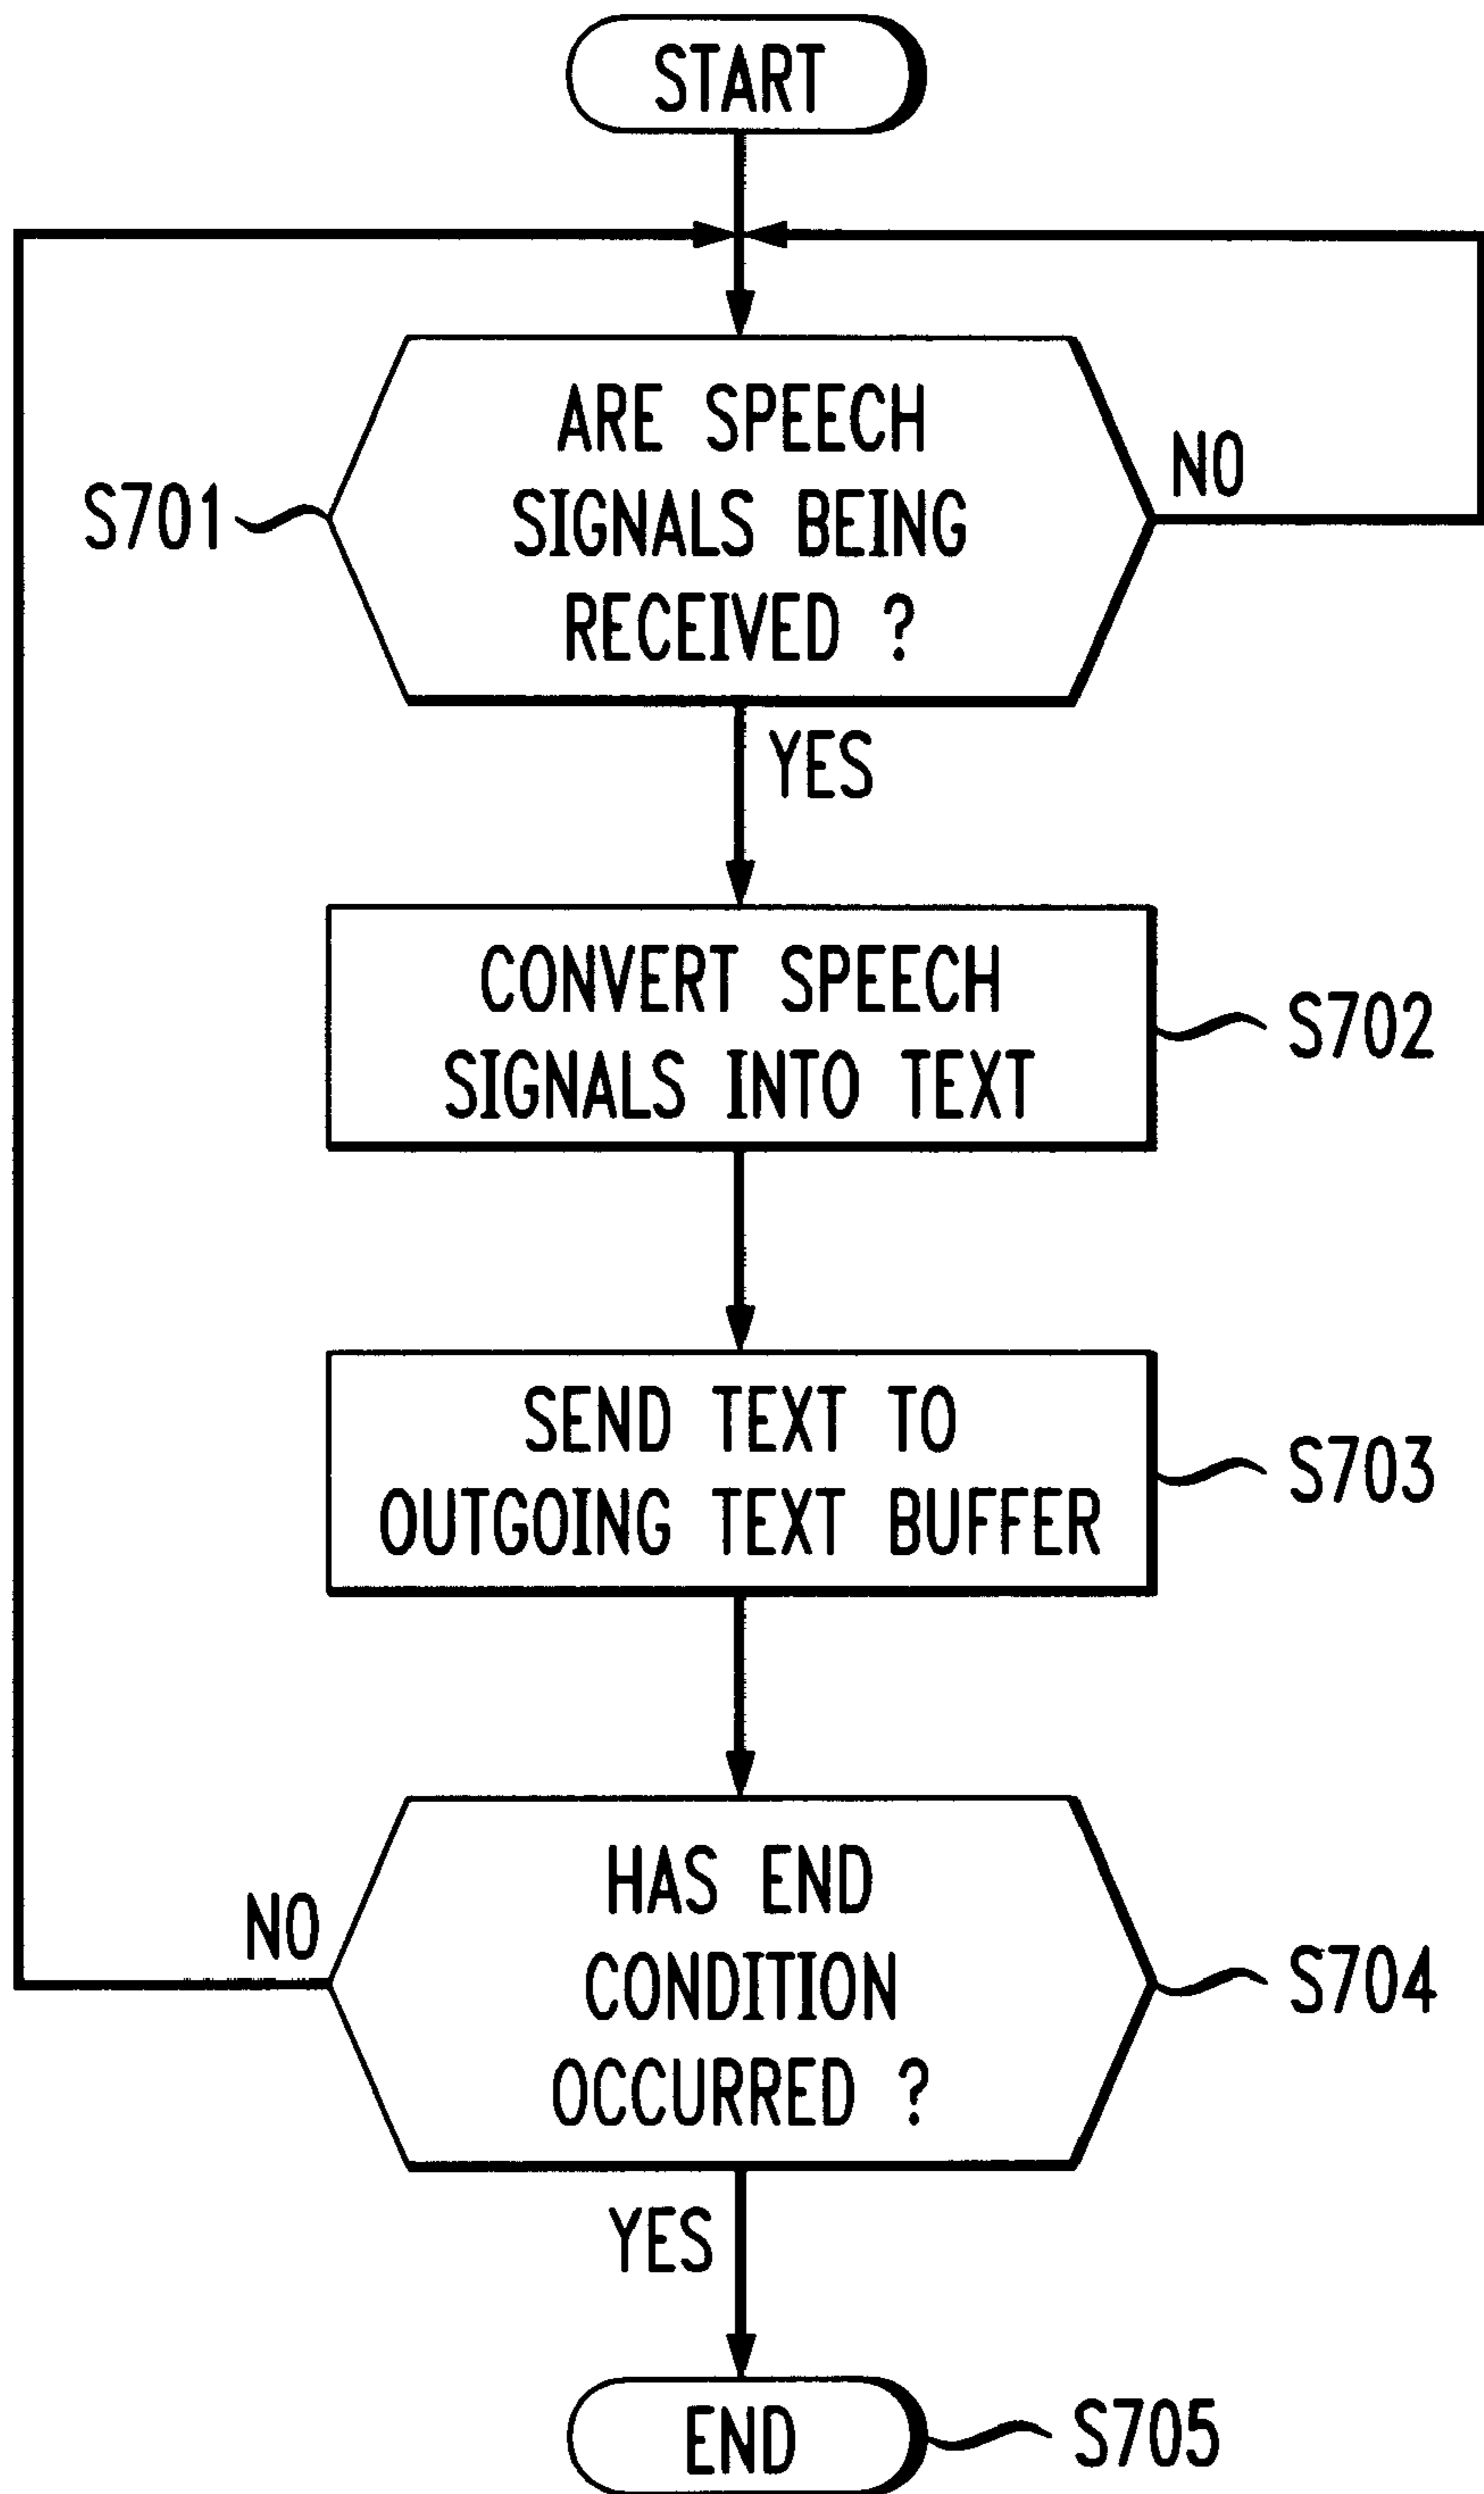 START
ARE SPEECH
SIGNALS BEING
RECEIVED ?
NO
S701
YES
CONVERT SPEECH
SIGNALS INTO TEXT
S702
SEND TEXT TO
OUTGOING TEXT BUFFER
S703
HAS END
CONDITION
OCCURRED ?
NO
S704
YES
END
S705